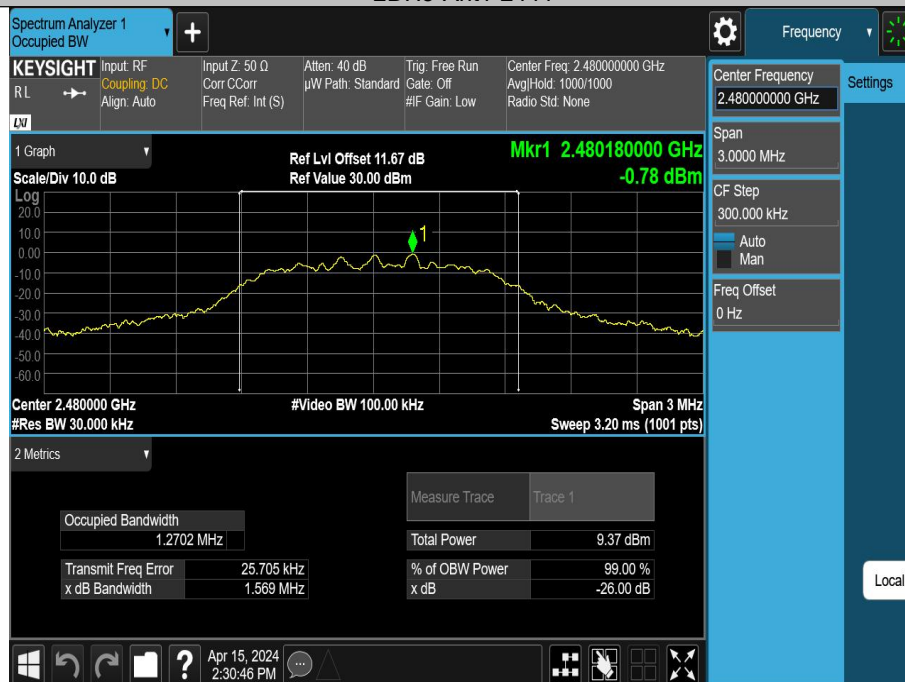 Spectrum Analyzer 1
Occupied BW
Frequency
KEYSIGHT
RL
LXI
Input: RF
Coupling: DC
Align: Auto
Input Z: 50 Ω
Corr CCorr
Freq Ref: Int (S)
Atten: 40 dB
µW Path: Standard
Trig: Free Run
Gate: Off
#IF Gain: Low
Center Freq: 2.480000000 GHz
Avg|Hold: 1000/1000
Radio Std: None
Center Frequency
2.480000000 GHz
Settings
Span
3.0000 MHz
CF Step
300.000 kHz
Auto
Man
Freq Offset
0 Hz
Local
1 Graph
Scale/Div 10.0 dB
Ref Lvl Offset 11.67 dB
Ref Value 30.00 dBm
Mkr1 2.480180000 GHz
-0.78 dBm
Log
20.0
10.0
0.00
-10.0
-20.0
-30.0
-40.0
-50.0
-60.0
1
Center 2.480000 GHz
#Video BW 100.00 kHz
Span 3 MHz
#Res BW 30.000 kHz
Sweep 3.20 ms (1001 pts)
2 Metrics
Measure Trace
Trace 1
Occupied Bandwidth
1.2702 MHz
Total Power
9.37 dBm
Transmit Freq Error
25.705 kHz
% of OBW Power
99.00 %
x dB Bandwidth
1.569 MHz
x dB
-26.00 dB
Apr 15, 2024
2:30:46 PM